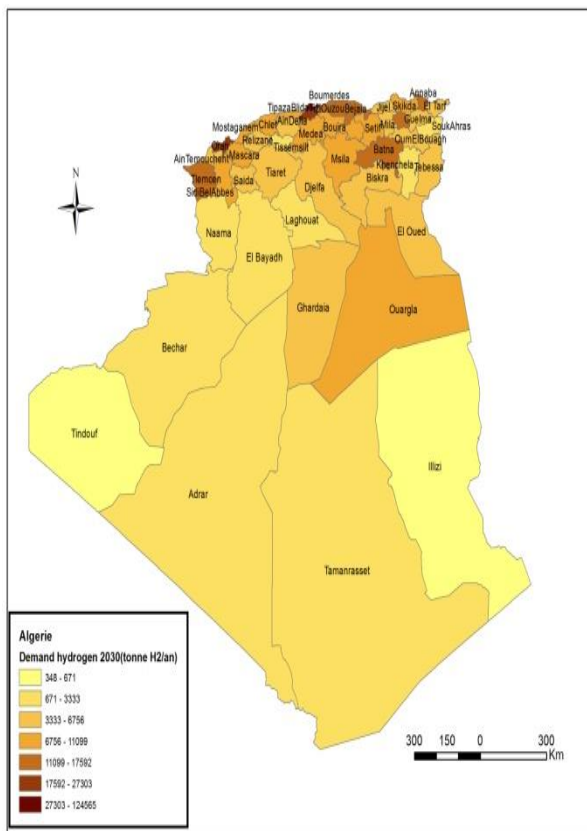 N
Boumerdes
Annaba
Tipaza Blida Tizi Ouzou Bejaia Jijel Skikda El Tarf
Mostaganem Chlef AinDefla Medea Bouira Setif Mila Guelma SoukAhras
Oran Relizane Tissemsilt OumElBouagh
AinTemouchent Mascara Msila Batna Khenchela Tebessa
Tlemcen Saida Tiaret Djelfa Biskra
SidiBelAbbes
Laghouat
Naama
El Oued
El Bayadh
Ghardaia
Ouargla
Bechar
Tindouf
Illizi
Adrar
Tamanrasset
Algerie
Demand hydrogen 2030(tonne H2/an)
348 - 671
671 - 3333
3333 - 6756
6756 - 11099
11099 - 17592
17592 - 27303
27303 - 124565
300 150 0 300
Km